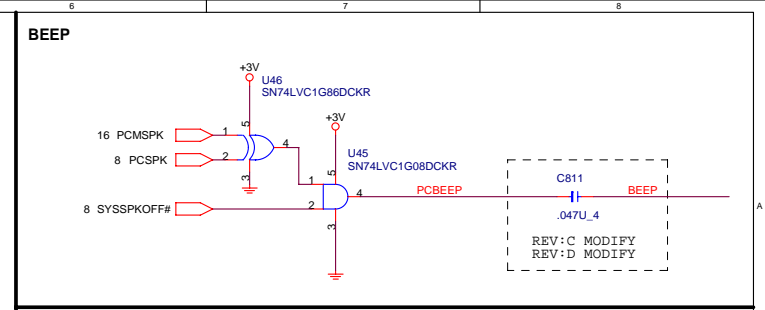 6 7 8
BEEP
+3V
U46
SN74LVC1G86DCKR
+3V
5
16 PCMSPK 1
4
8 PCSPK 2
U45
SN74LVC1G08DCKR
3
5
1
4
PCBEEP
C811
BEEP
8 SYSSPKOFF# 2
.047U_4
A
3
REV:C MODIFY
REV:D MODIFY